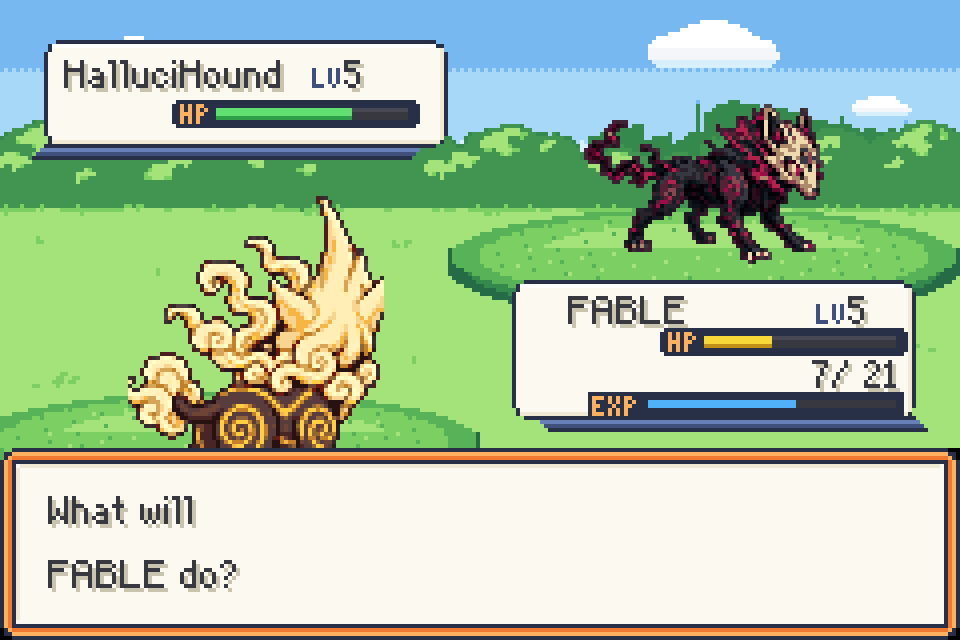 HalluciHound Lv5
HP
FABLE Lv5
HP
7/ 21
EXP
What will
FABLE do?